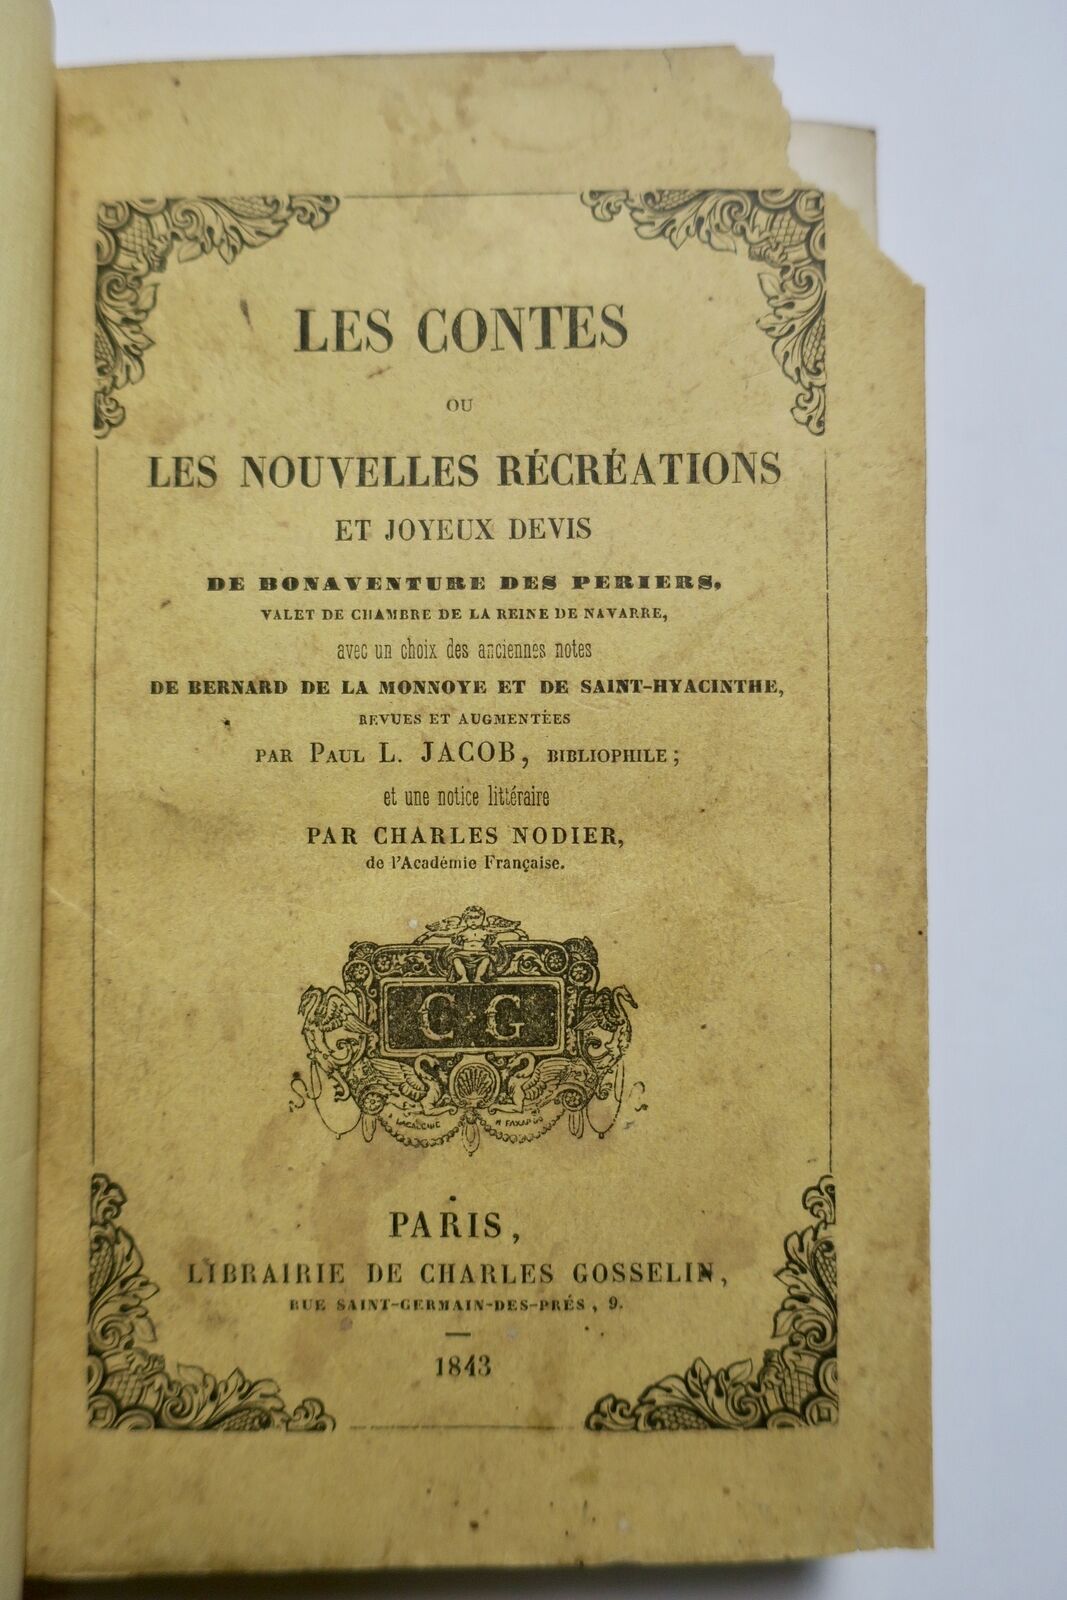 LES CONTES
OU
LES NOUVELLES RÉCRÉATIONS
ET JOYEUX DEVIS
DE BONAVENTURE DES PERIERS,
VALET DE CHAMBRE DE LA REINE DE NAVARRE,
avec un choix des anciennes notes
DE BERNARD DE LA MONNOYE ET DE SAINT-HYACINTHE,
REVUES ET AUGMENTÉES
PAR PAUL L. JACOB, BIBLIOPHILE;
et une notice littéraire
PAR CHARLES NODIER,
de l'Académie Française.
C G
PARIS,
LIBRAIRIE DE CHARLES GOSSELIN,
RUE SAINT-GERMAIN-DES-PRÉS, 9.
1843